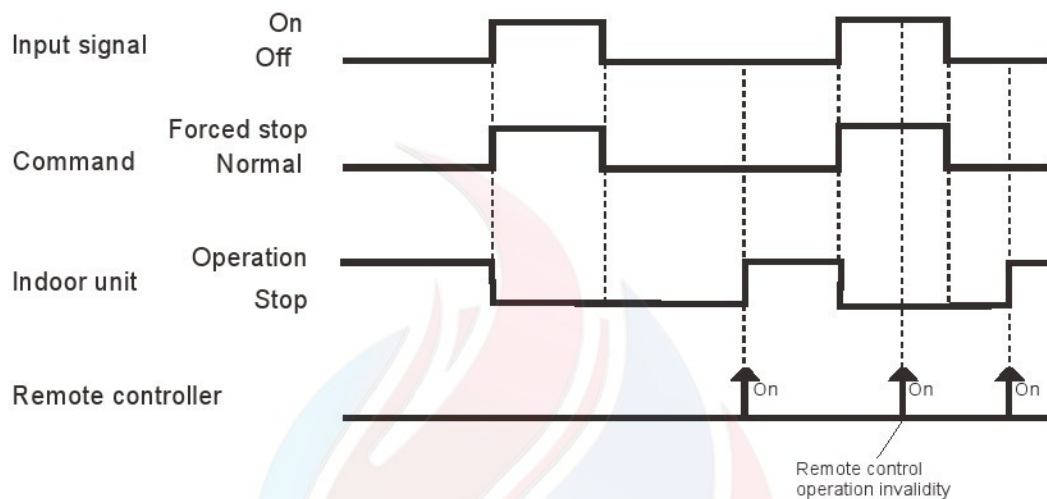 On
Input signal
Off
Forced stop
Command
Normal
Operation
Indoor unit
Stop
Remote controller
On
On
On
Remote control
operation invalidity